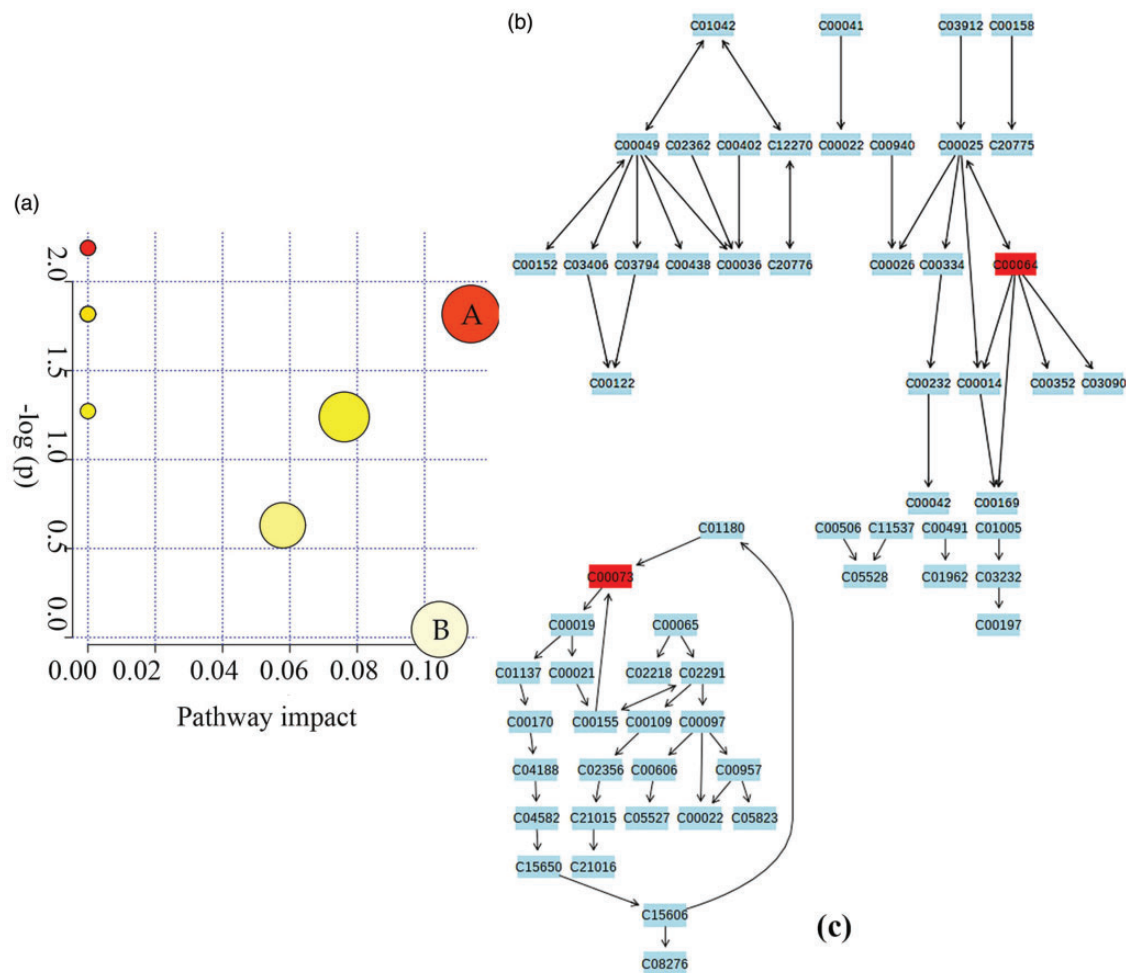 (a)
2.0
1.5
1.0
0.5
0.0
-log (p)
A
B
0.00 0.02 0.04 0.06 0.08 0.10
Pathway impact
(b)
C01042 C00041 C03912 C00158
C00049 C02362 C00402 C12270 C00022 C00940 C00025 C20775
C00152 C03406 C03794 C00438 C00036 C20776 C00026 C00334 C00064
C00122 C00232 C00014 C00352 C03090
C00042 C00169
C00506 C11537 C00491 C01005
C05528 C01962 C03232
C00197
C01180
C00073
C00019 C00065
C01137 C00021 C02218 C02291
C00170 C00155 C00109 C00097
C04188 C02356 C00606 C00957
C04582 C21015 C05527 C00022 C05823
C15650 C21016
C15606
(c)
C08276